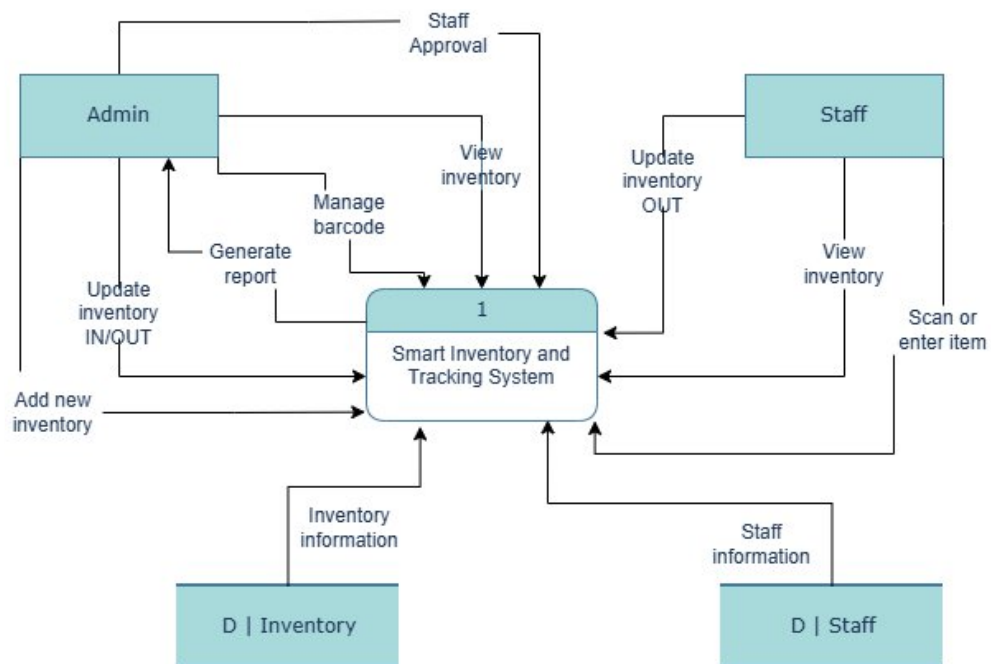 Staff
Approval
Admin
Staff
View
inventory
Update
inventory
OUT
Manage
barcode
Generate
report
View
inventory
Update
inventory
IN/OUT
1
Scan or
enter item
Smart Inventory and
Tracking System
Add new
inventory
Inventory
information
Staff
information
D | Inventory
D | Staff